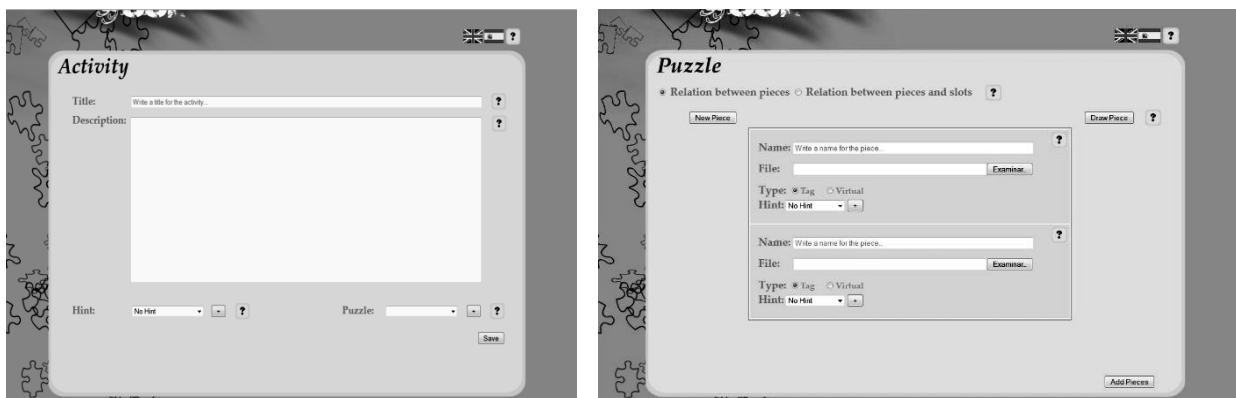 ?
Activity
Title: Write a title for the activity... ?
Description: ?
Hint: No Hint ? Puzzle: ?
Save
?
Puzzle
Relation between pieces Relation between pieces and slots ?
New Piece Draw Piece ?
?
Name: Write a name for the piece...
File: Examinar...
Type: Tag Virtual
Hint: No Hint +
?
Name: Write a name for the piece...
File: Examinar...
Type: Tag Virtual
Hint: No Hint +
Add Pieces